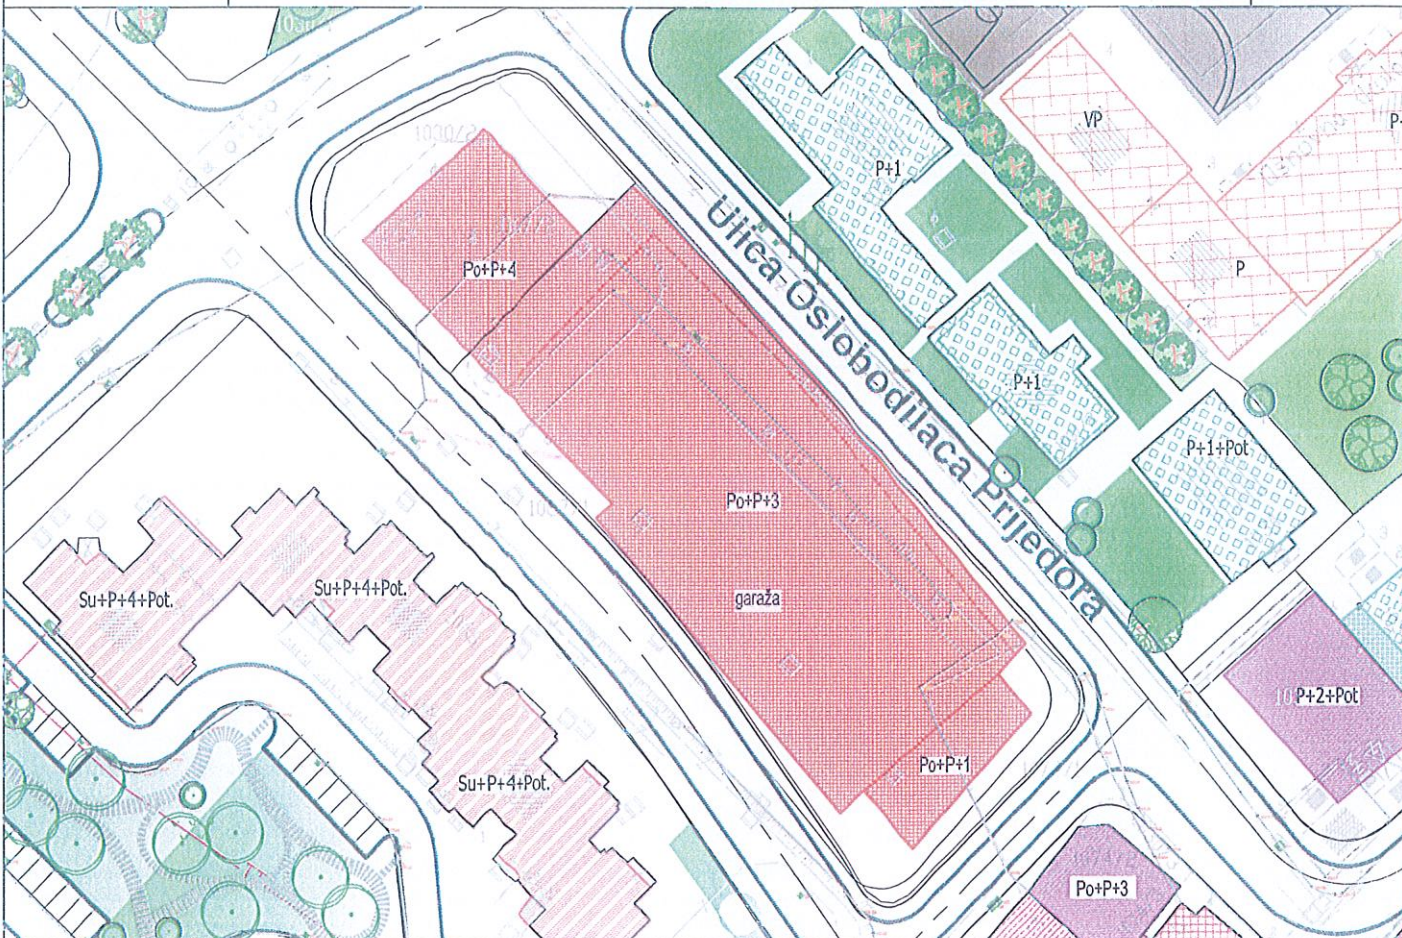 VP
P+1
P
Po+P+4
Ulica Oslobodilaca Prijedora
P+1
P+1+Pot
Po+P+3
garaža
Su+P+4+Pot.
Su+P+4+Pot.
P+2+Pot
Po+P+1
Su+P+4+Pot.
Po+P+3